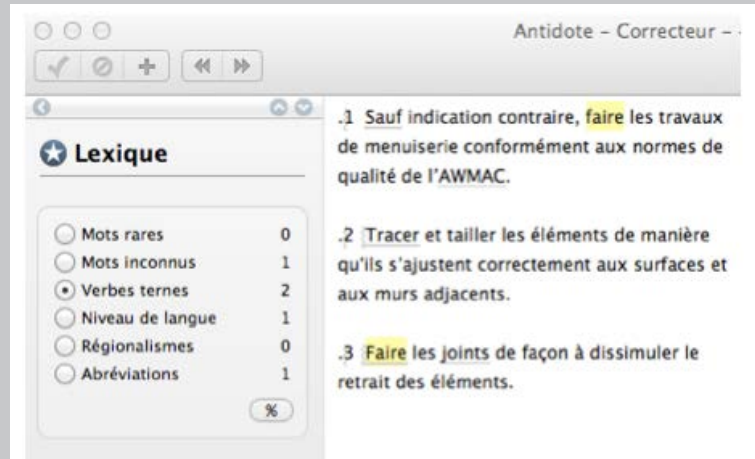 Antidote – Correcteur –
Lexique
Mots rares 0
Mots inconnus 1
Verbes ternes 2
Niveau de langue 1
Régionalismes 0
Abréviations 1
%
.1 Sauf indication contraire, faire les travaux
de menuiserie conformément aux normes de
qualité de l'AWMAC.
.2 Tracer et tailler les éléments de manière
qu'ils s'ajustent correctement aux surfaces et
aux murs adjacents.
.3 Faire les joints de façon à dissimuler le
retrait des éléments.